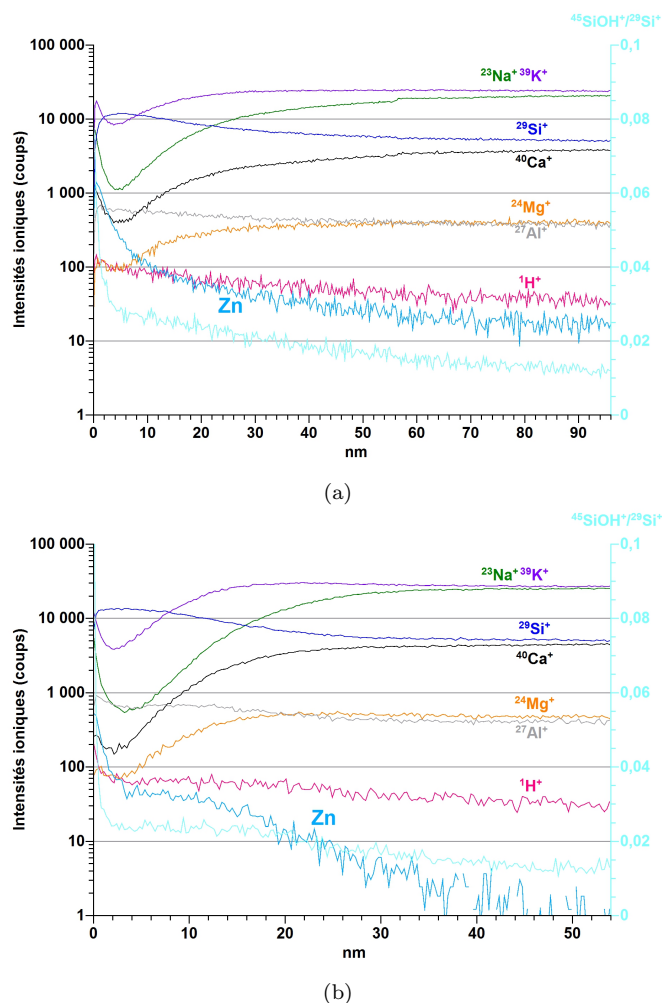 ⁴⁵SiOH⁺/²⁹Si⁺
100 000
10 000
1 000
100
10
1
Intensités ioniques (coups)
0,1
0,08
0,06
0,04
0,02
0
²³Na⁺ ³⁹K⁺
²⁹Si⁺
⁴⁰Ca⁺
²⁴Mg⁺
²⁷Al⁺
¹H⁺
Zn
0 10 20 30 40 50 60 70 80 90
nm
(a)
⁴⁵SiOH⁺/²⁹Si⁺
100 000
10 000
1 000
100
10
1
Intensités ioniques (coups)
0,1
0,08
0,06
0,04
0,02
0
²³Na⁺ ³⁹K⁺
²⁹Si⁺
⁴⁰Ca⁺
²⁴Mg⁺
²⁷Al⁺
¹H⁺
Zn
0 10 20 30 40 50
nm
(b)